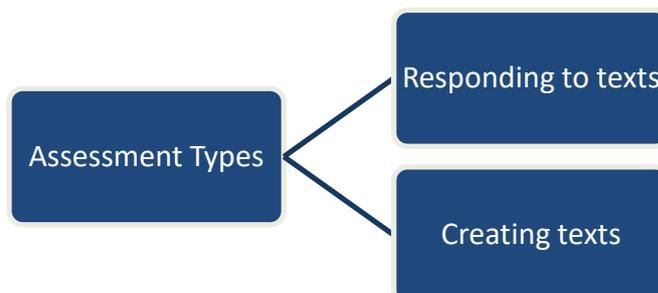 Assessment Types
Responding to texts
Creating texts